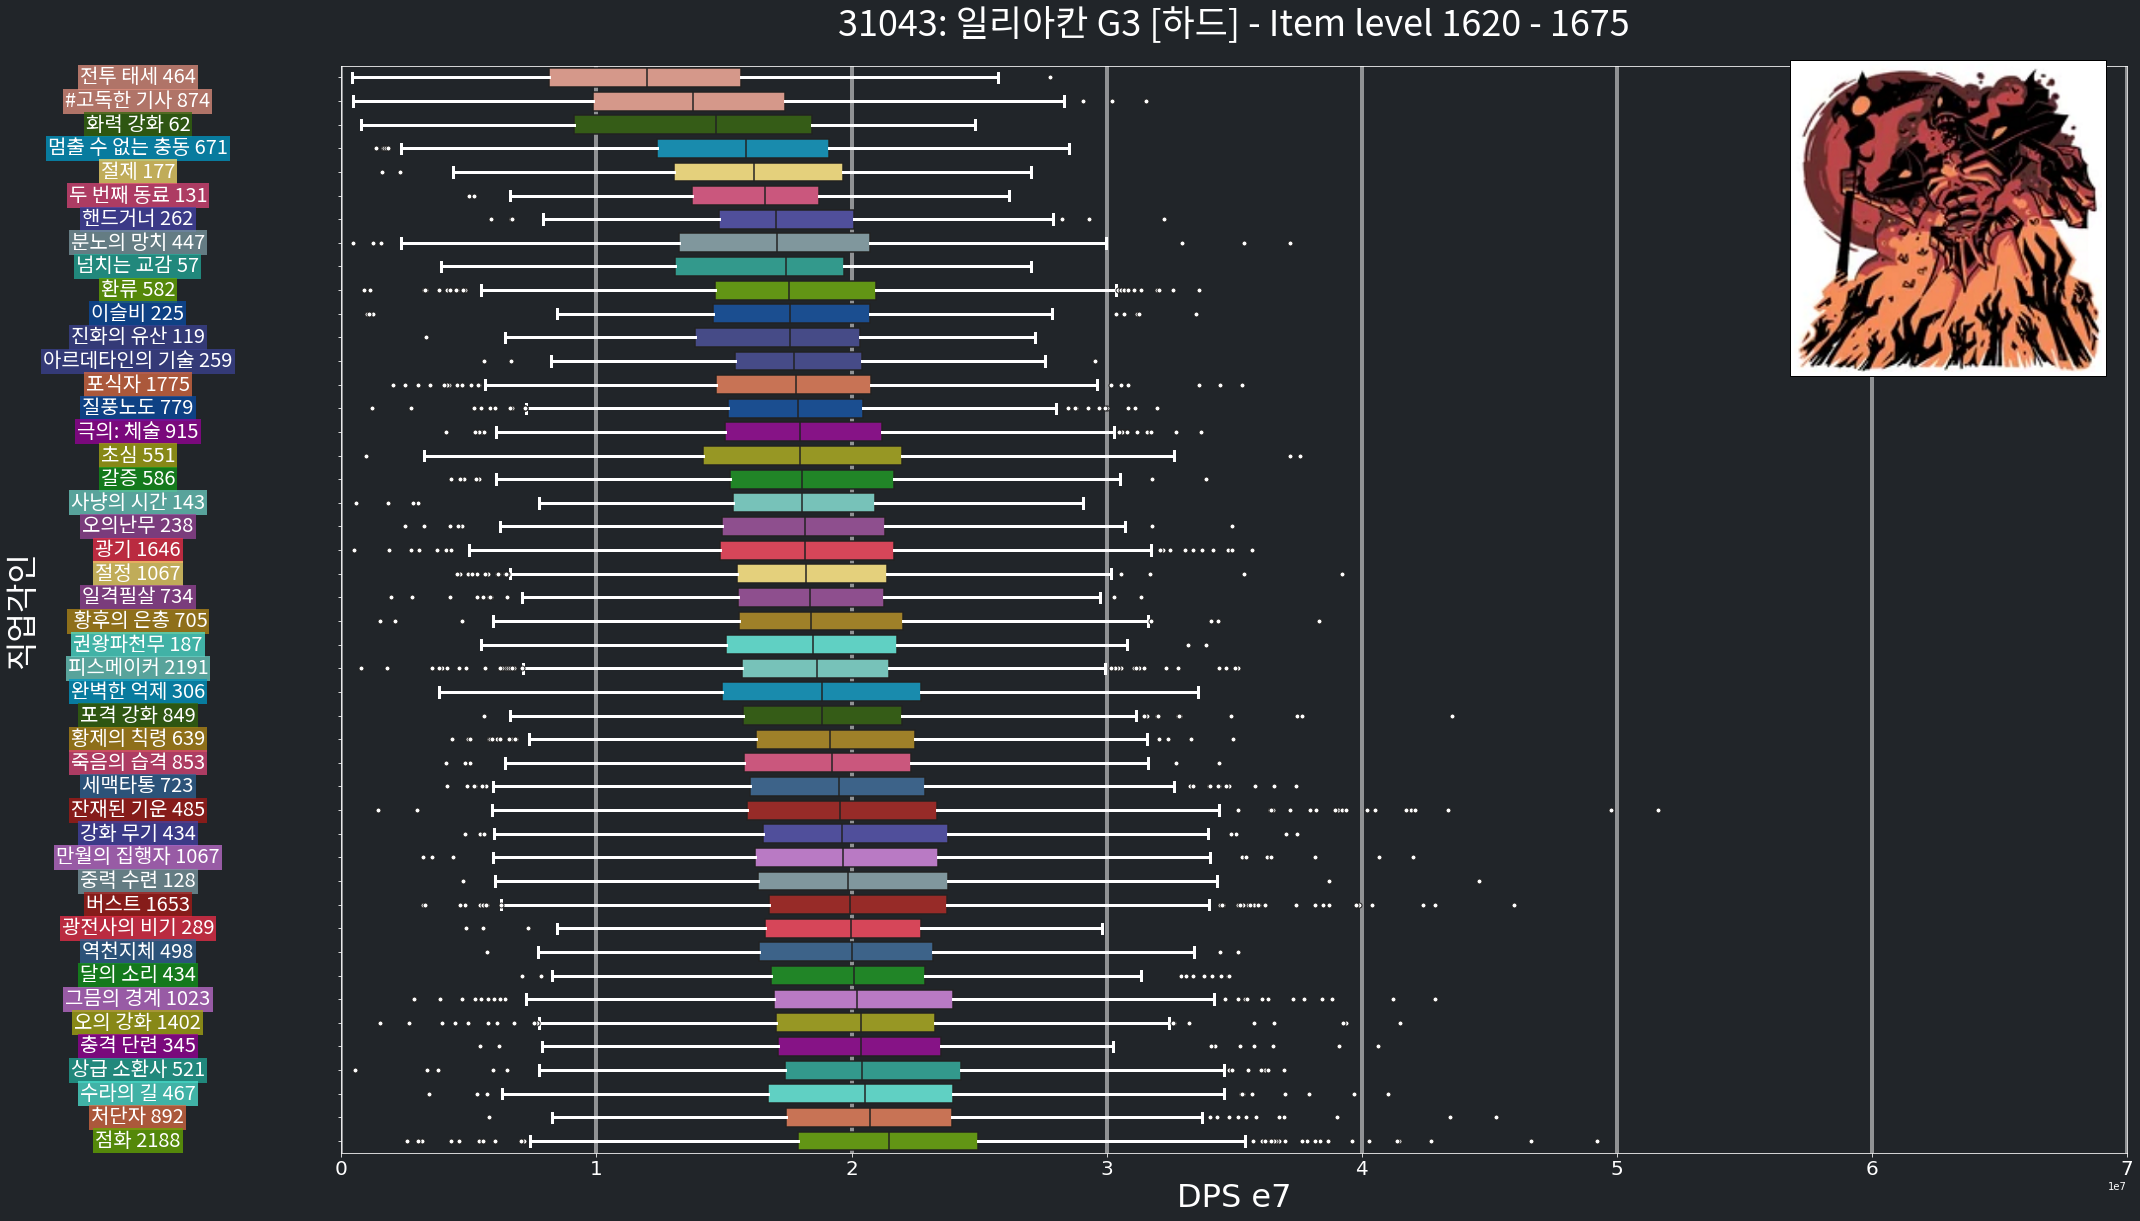 31043: 일리아칸 G3 [하드] - Item level 1620 - 1675
직업각인
전투 태세 464
#고독한 기사 874
화력 강화 62
멈출 수 없는 충동 671
절제 177
두 번째 동료 131
핸드거너 262
분노의 망치 447
넘치는 교감 57
환류 582
이슬비 225
진화의 유산 119
아르데타인의 기술 259
포식자 1775
질풍노도 779
극의: 체술 915
초심 551
갈증 586
사냥의 시간 143
오의난무 238
광기 1646
절정 1067
일격필살 734
황후의 은총 705
권왕파천무 187
피스메이커 2191
완벽한 억제 306
포격 강화 849
황제의 칙령 639
죽음의 습격 853
세맥타통 723
잔재된 기운 485
강화 무기 434
만월의 집행자 1067
중력 수련 128
버스트 1653
광전사의 비기 289
역천지체 498
달의 소리 434
그믐의 경계 1023
오의 강화 1402
충격 단련 345
상급 소환사 521
수라의 길 467
처단자 892
점화 2188
0 1 2 3 4 5 6 7
1e7
DPS e7